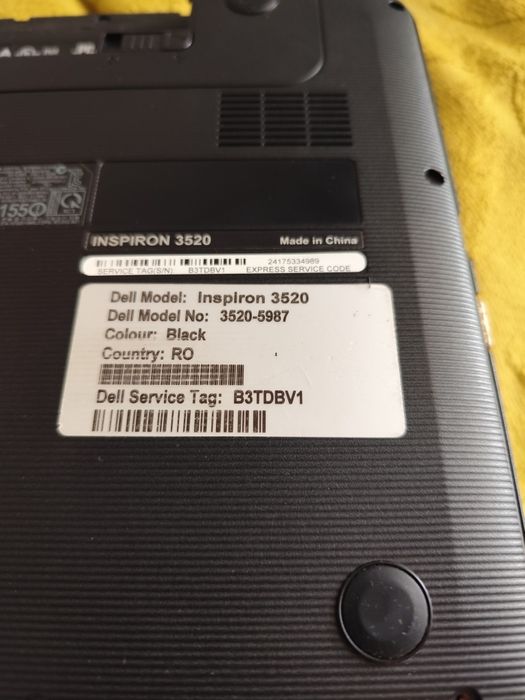 1550
INSPIRON 3520
Made in China
SERVICE TAG(S/N) B3TDBV1
24175334989
EXPRESS SERVICE CODE
Dell Model: Inspiron 3520
Dell Model No: 3520-5987
Colour: Black
Country: RO
Dell Service Tag: B3TDBV1